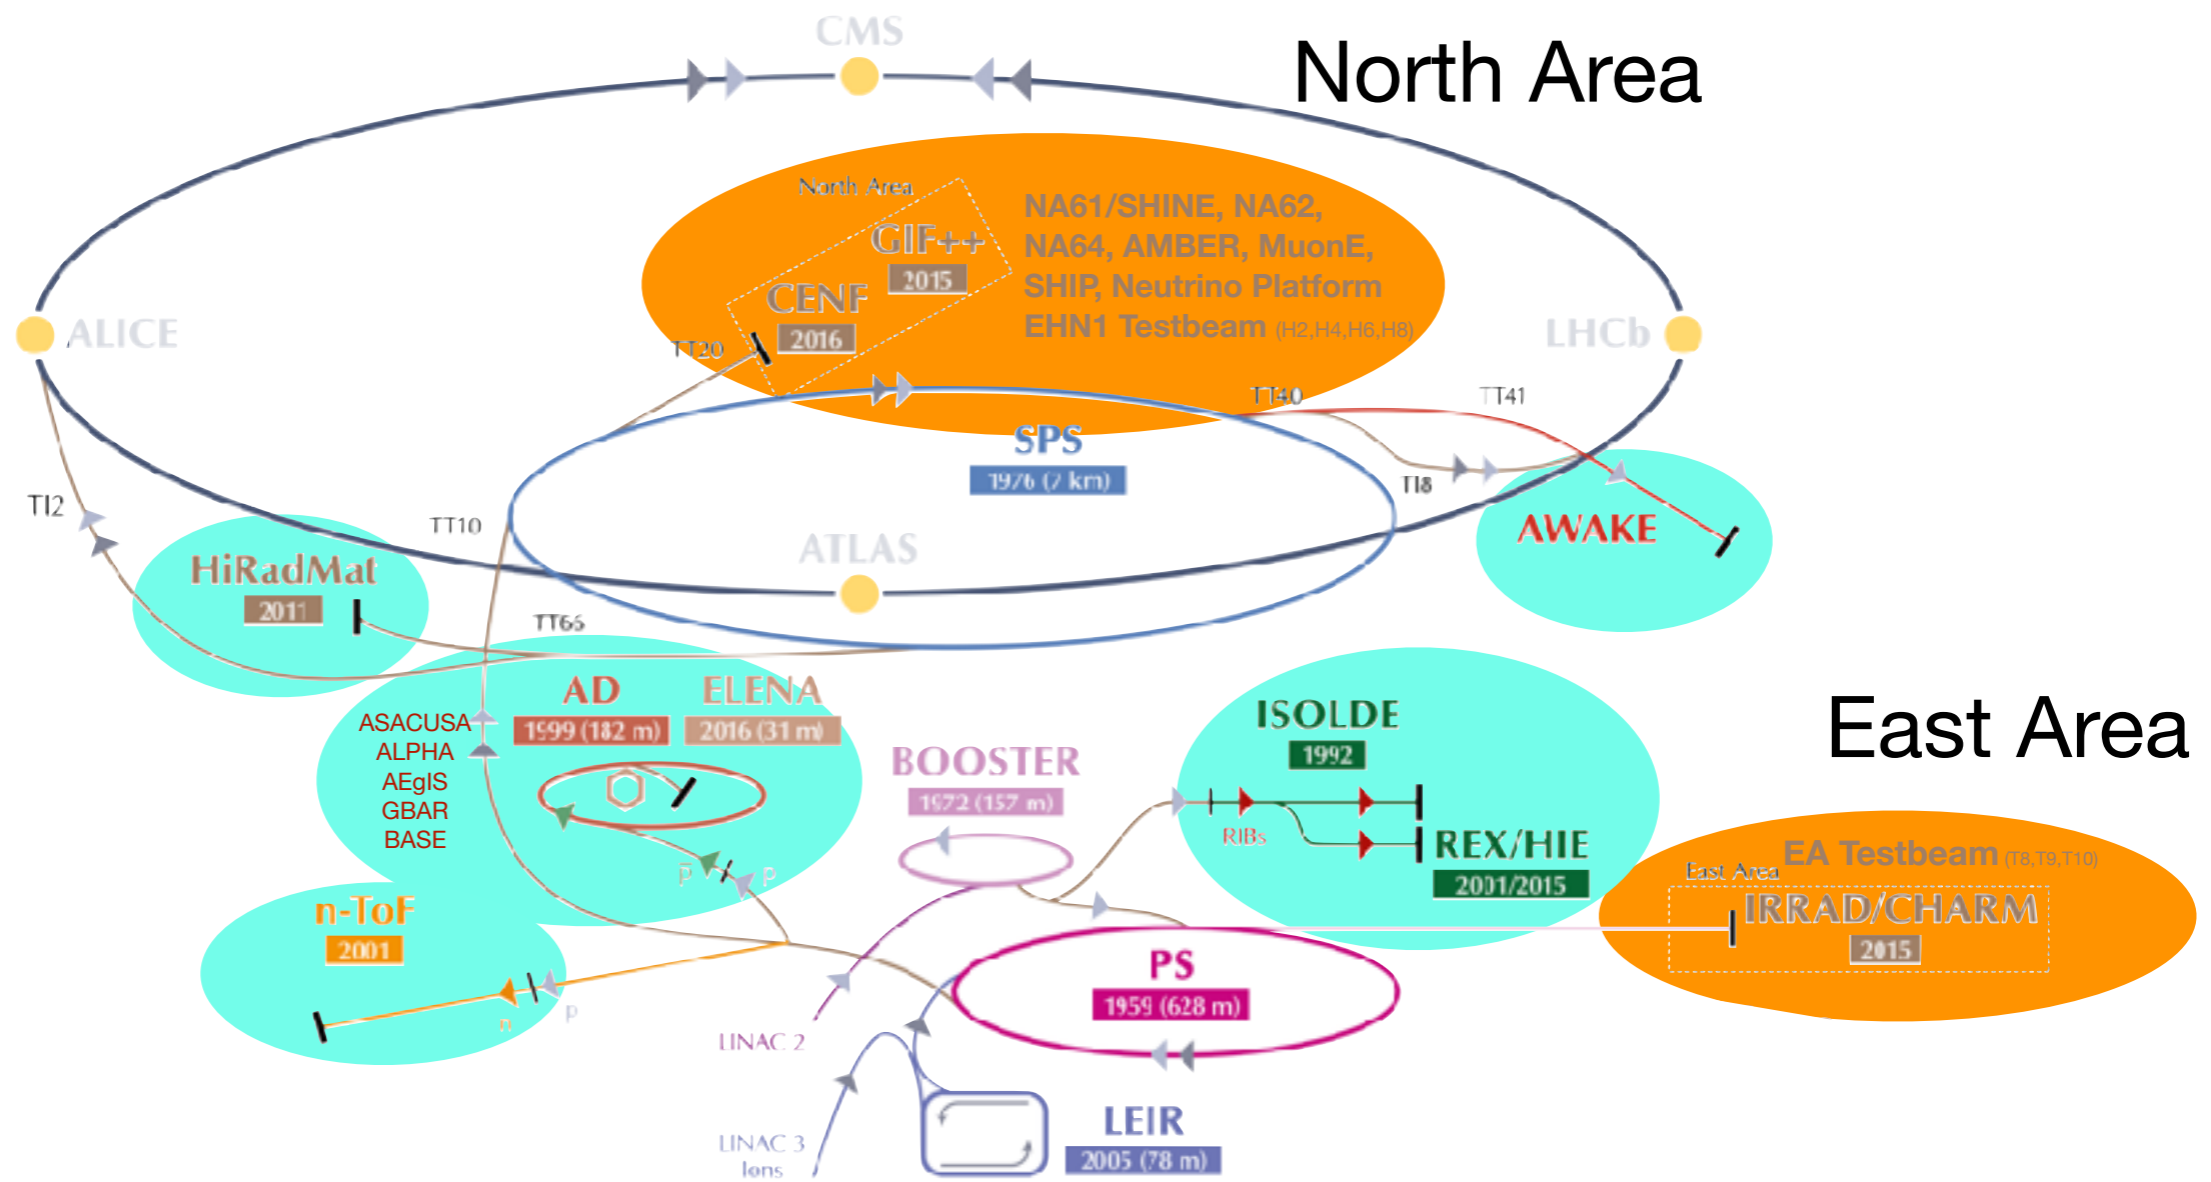 CMS
North Area
North Area
GIF++
2015
CENF
2016
NA61/SHINE, NA62,
NA64, AMBER, MuonE,
SHIP, Neutrino Platform
EHN1 Testbeam (H2,H4,H6,H8)
ALICE
LHCb
TT20
TT40
TT41
SPS
1976 (7 km)
TI8
TI2
TT10
ATLAS
AWAKE
HiRadMat
2011
TT66
AD
1999 (182 m)
ELENA
2016 (31 m)
ASACUSA
ALPHA
AEgIS
GBAR
BASE
p̅
p
ISOLDE
1992
East Area
BOOSTER
1972 (157 m)
RIBs
REX/HIE
2001/2015
EA Testbeam (T8,T9,T10)
East Area
IRRAD/CHARM
2015
n-ToF
2001
n
p
PS
1959 (628 m)
LINAC 2
LEIR
2005 (78 m)
LINAC 3
Ions